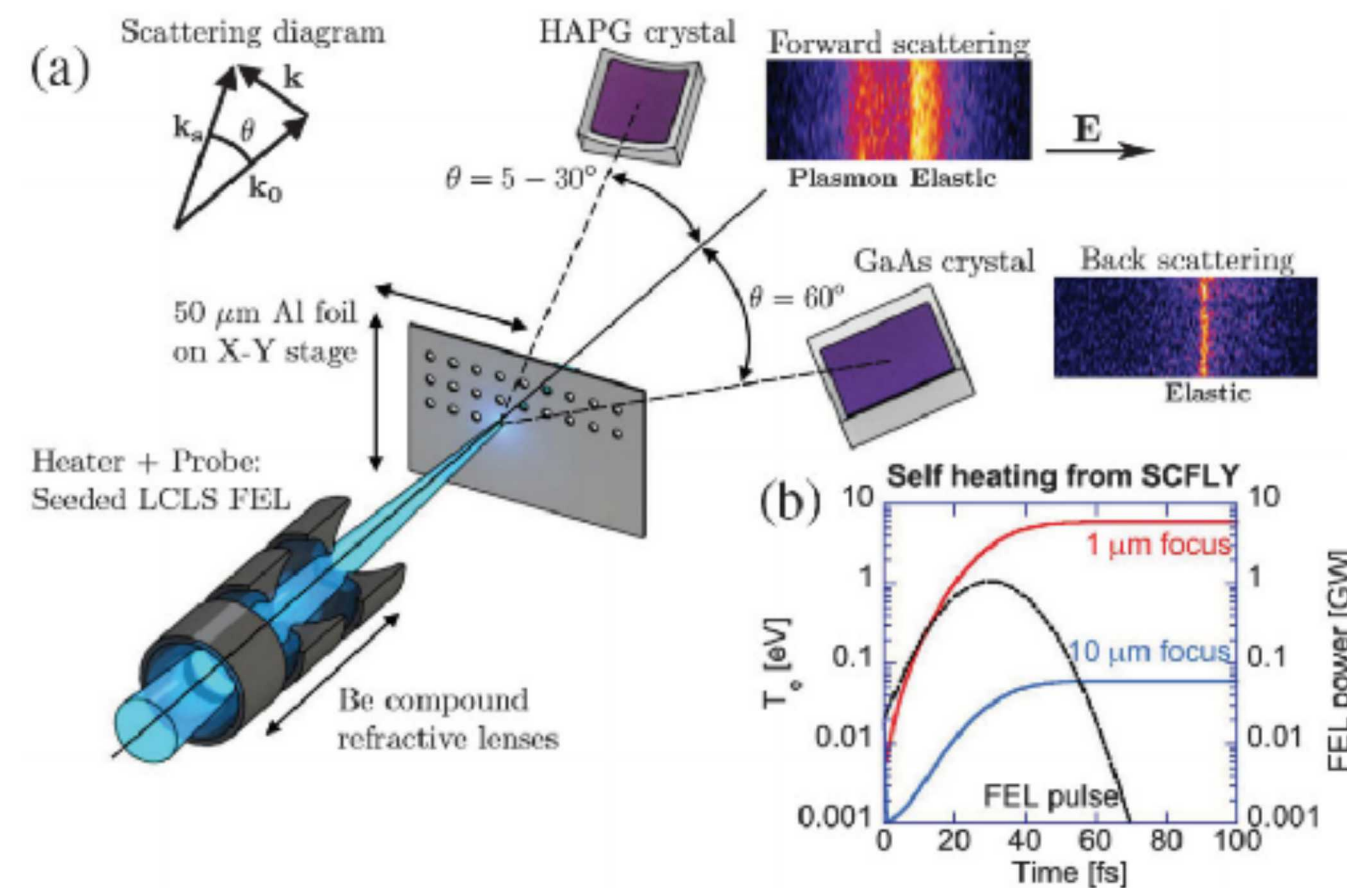 (a)
Scattering diagram
k
kₛ
θ
k₀
HAPG crystal
θ = 5 − 30°
Forward scattering
Plasmon Elastic
E
GaAs crystal
θ = 60°
Back scattering
Elastic
50 μm Al foil
on X-Y stage
Heater + Probe:
Seeded LCLS FEL
Be compound
refractive lenses
(b)
Self heating from SCFLY
10
1
0.1
0.01
0.001
Tₑ [eV]
1 μm focus
10 μm focus
FEL pulse
10
1
0.1
0.01
0.001
FEL power [GW]
0 20 40 60 80 100
Time [fs]